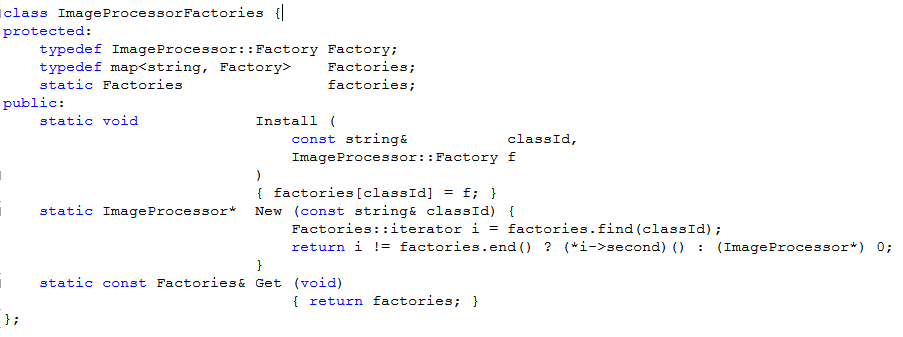 class ImageProcessorFactories {
protected:
    typedef ImageProcessor::Factory Factory;
    typedef map<string, Factory>    Factories;
    static Factories                factories;
public:
    static void             Install (
                                const string&           classId,
                                ImageProcessor::Factory f
                            )
                            { factories[classId] = f; }
    static ImageProcessor*  New (const string& classId) {
                                Factories::iterator i = factories.find(classId);
                                return i != factories.end() ? (*i->second)() : (ImageProcessor*) 0;
                            }
    static const Factories& Get (void)
                                { return factories; }
};